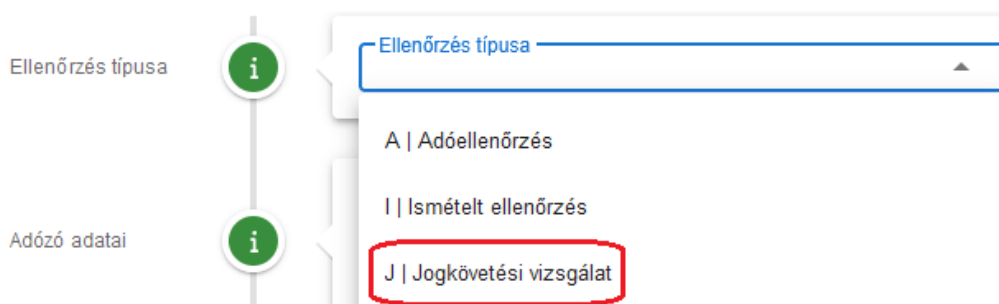 Ellenőrzés típusa
Ellenőrzés típusa
i
A | Adóellenőrzés
I | Ismételt ellenőrzés
Adózó adatai
i
J | Jogkövetési vizsgálat